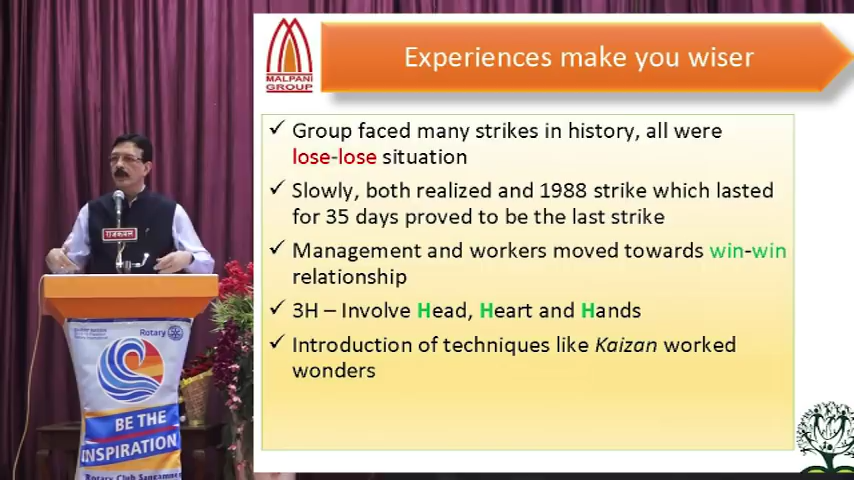 MALPANI
GROUP
Experiences make you wiser
Group faced many strikes in history, all were
lose-lose situation
Slowly, both realized and 1988 strike which lasted
for 35 days proved to be the last strike
Management and workers moved towards win-win
relationship
3H – Involve Head, Heart and Hands
Introduction of techniques like Kaizan worked
wonders
Rotary
BE THE
INSPIRATION
Rotary Club Sangamner